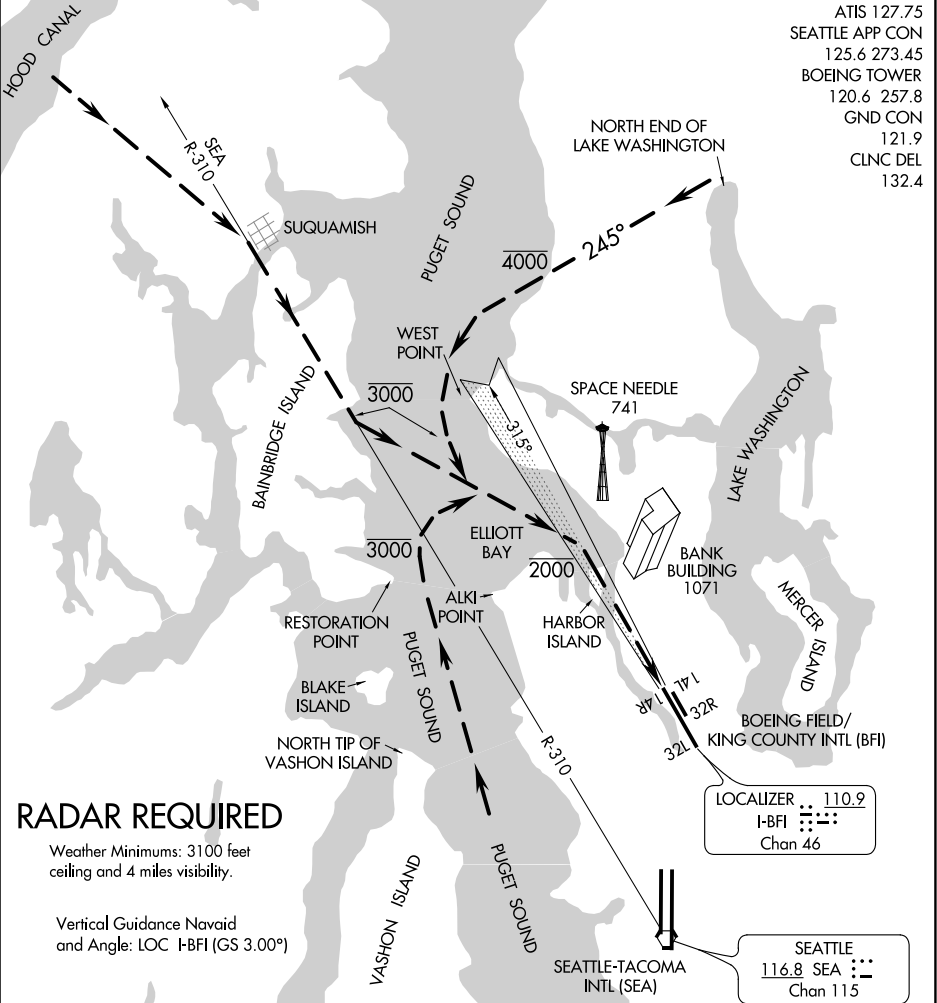 ATIS 127.75
SEATTLE APP CON
125.6 273.45
BOEING TOWER
120.6 257.8
GND CON
121.9
CLNC DEL
132.4
HOOD CANAL
SEA
R-310
NORTH END OF
LAKE WASHINGTON
SUQUAMISH
PUGET SOUND
4000
245°
WEST
POINT
BAINBRIDGE ISLAND
3000
SPACE NEEDLE
741
315°
LAKE WASHINGTON
3000
ELLIOTT
BAY
2000
BANK
BUILDING
1071
RESTORATION
POINT
ALKI
POINT
HARBOR
ISLAND
MERCER ISLAND
PUGET SOUND
BLAKE
ISLAND
14L
14R
32R
32L
BOEING FIELD/
KING COUNTY INTL (BFI)
NORTH TIP OF
VASHON ISLAND
R-310
LOCALIZER 110.9
I-BFI
Chan 46
RADAR REQUIRED
Weather Minimums: 3100 feet
ceiling and 4 miles visibility.
Vertical Guidance Navaid
and Angle: LOC I-BFI (GS 3.00°)
VASHON ISLAND
PUGET SOUND
SEATTLE-TACOMA
INTL (SEA)
SEATTLE
116.8 SEA
Chan 115